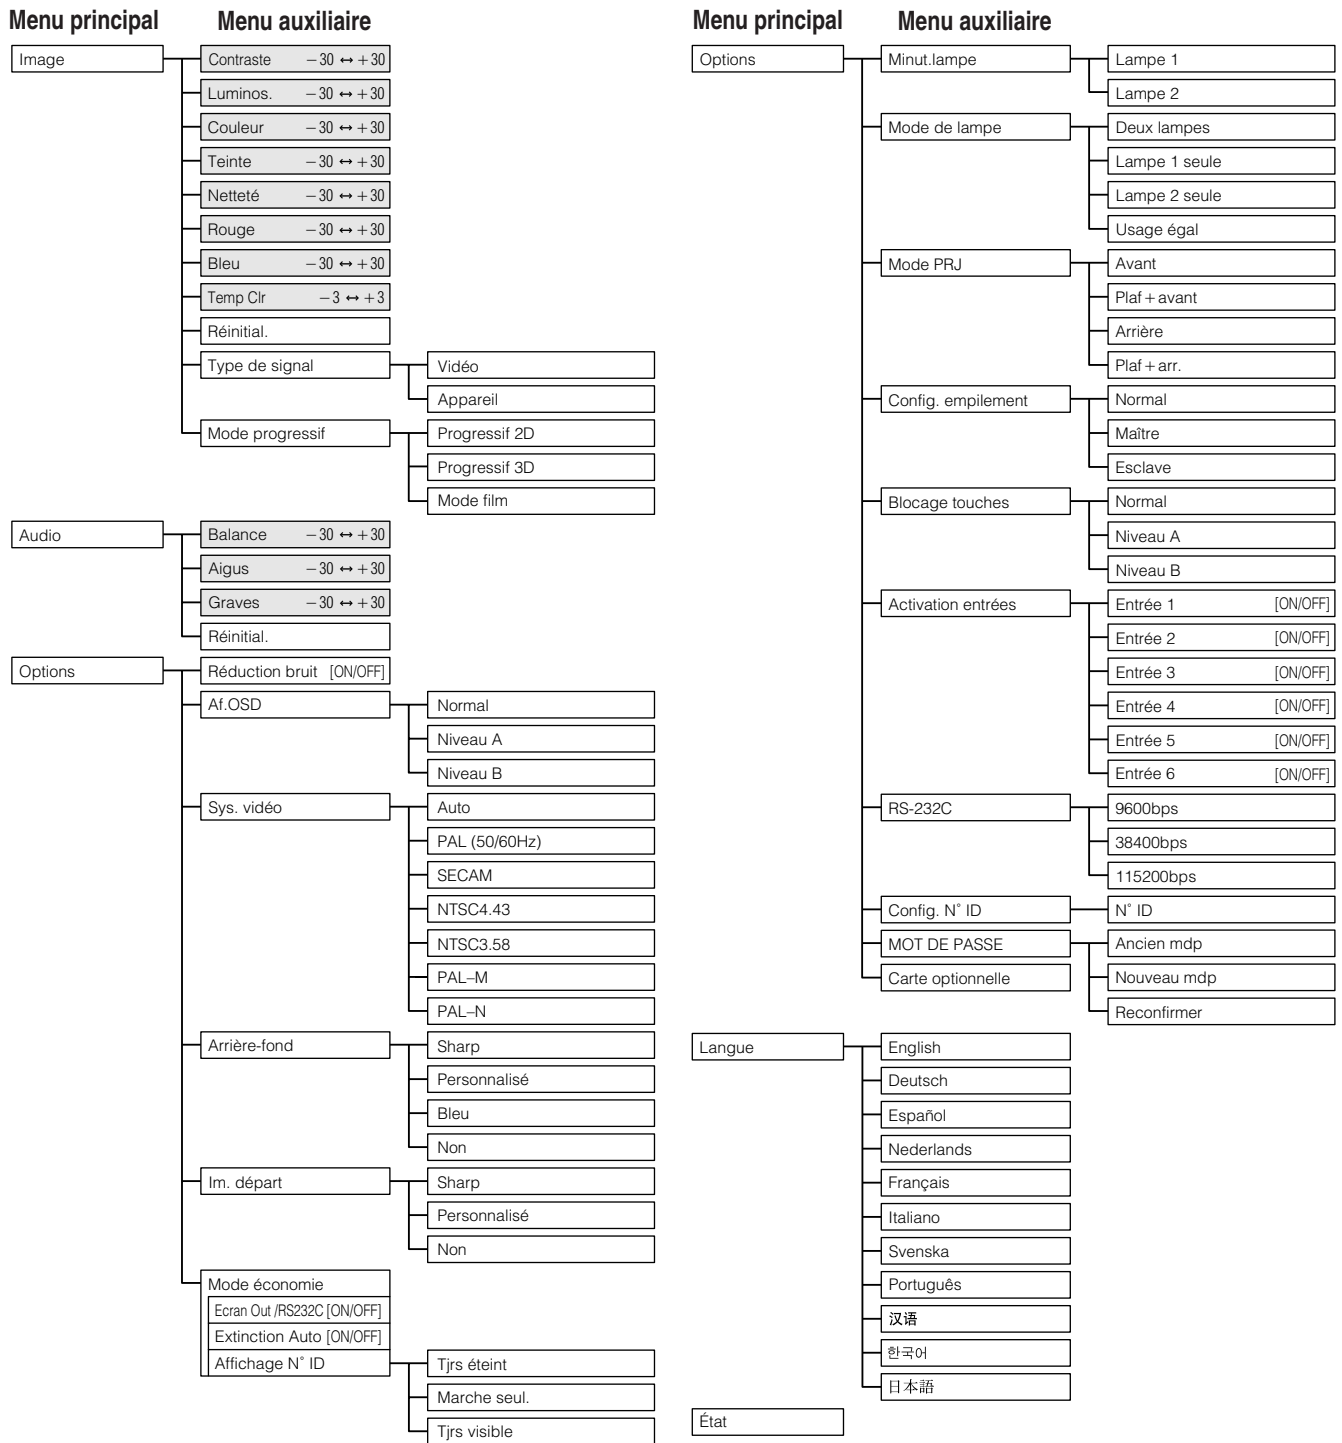 Menu principal Menu auxiliaire
Image
Contraste −30 ↔ +30
Luminos. −30 ↔ +30
Couleur −30 ↔ +30
Teinte −30 ↔ +30
Netteté −30 ↔ +30
Rouge −30 ↔ +30
Bleu −30 ↔ +30
Temp Clr −3 ↔ +3
Réinitial.
Type de signal
Vidéo
Appareil
Mode progressif
Progressif 2D
Progressif 3D
Mode film
Audio
Balance −30 ↔ +30
Aigus −30 ↔ +30
Graves −30 ↔ +30
Réinitial.
Options
Réduction bruit [ON/OFF]
Af.OSD
Normal
Niveau A
Niveau B
Sys. vidéo
Auto
PAL (50/60Hz)
SECAM
NTSC4.43
NTSC3.58
PAL–M
PAL–N
Arrière-fond
Sharp
Personnalisé
Bleu
Non
Im. départ
Sharp
Personnalisé
Non
Mode économie
Ecran Out /RS232C [ON/OFF]
Extinction Auto [ON/OFF]
Affichage N° ID
Tjrs éteint
Marche seul.
Tjrs visible
Menu principal Menu auxiliaire
Options
Minut.lampe
Lampe 1
Lampe 2
Mode de lampe
Deux lampes
Lampe 1 seule
Lampe 2 seule
Usage égal
Mode PRJ
Avant
Plaf+avant
Arrière
Plaf+arr.
Config. empilement
Normal
Maître
Esclave
Blocage touches
Normal
Niveau A
Niveau B
Activation entrées
Entrée 1 [ON/OFF]
Entrée 2 [ON/OFF]
Entrée 3 [ON/OFF]
Entrée 4 [ON/OFF]
Entrée 5 [ON/OFF]
Entrée 6 [ON/OFF]
RS-232C
9600bps
38400bps
115200bps
Config. N° ID
N° ID
MOT DE PASSE
Ancien mdp
Nouveau mdp
Reconfirmer
Carte optionnelle
Langue
English
Deutsch
Español
Nederlands
Français
Italiano
Svenska
Português
汉语
한국어
日本語
État